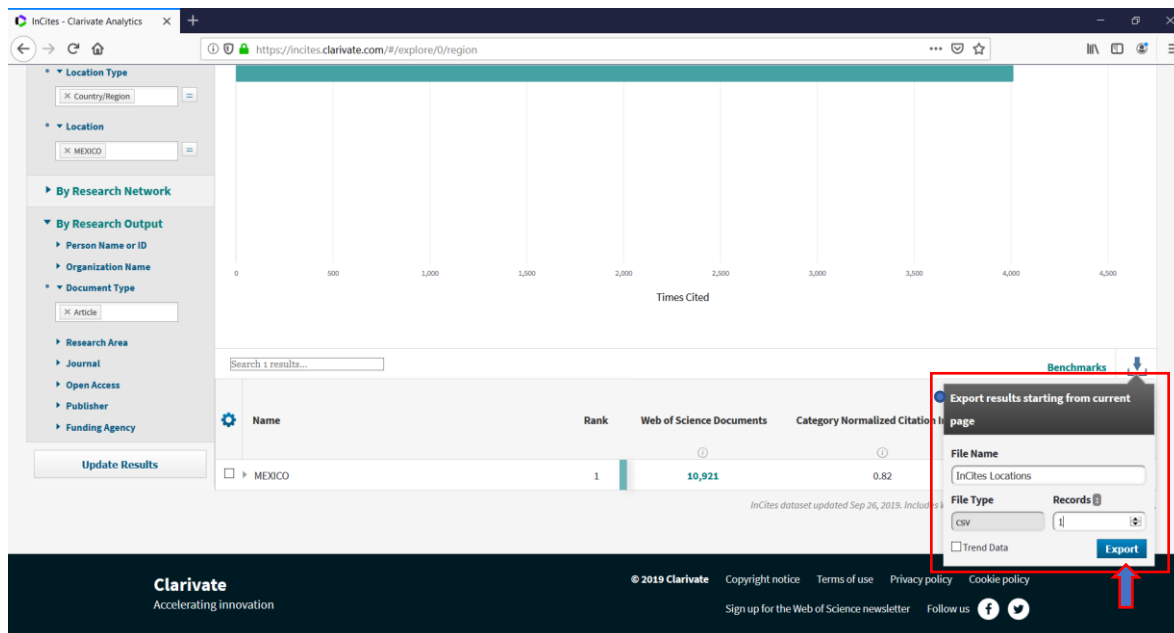 InCites - Clarivate Analytics
https://incites.clarivate.com/#/explore/0/region
Location Type
× Country/Region
=
Location
× MEXICO
=
By Research Network
By Research Output
Person Name or ID
Organization Name
Document Type
× Article
Research Area
Journal
Open Access
Publisher
Funding Agency
Update Results
0 500 1,000 1,500 2,000 2,500 3,000 3,500 4,000 4,500
Times Cited
Search 1 results...
Benchmarks
Name Rank Web of Science Documents Category Normalized Citation
MEXICO 1 10,921 0.82
InCites dataset updated Sep 26, 2019. Includes
Export results starting from current
page
File Name
InCites Locations
File Type Records
csv 1
Trend Data Export
Clarivate
Accelerating innovation
© 2019 Clarivate Copyright notice Terms of use Privacy policy Cookie policy
Sign up for the Web of Science newsletter Follow us